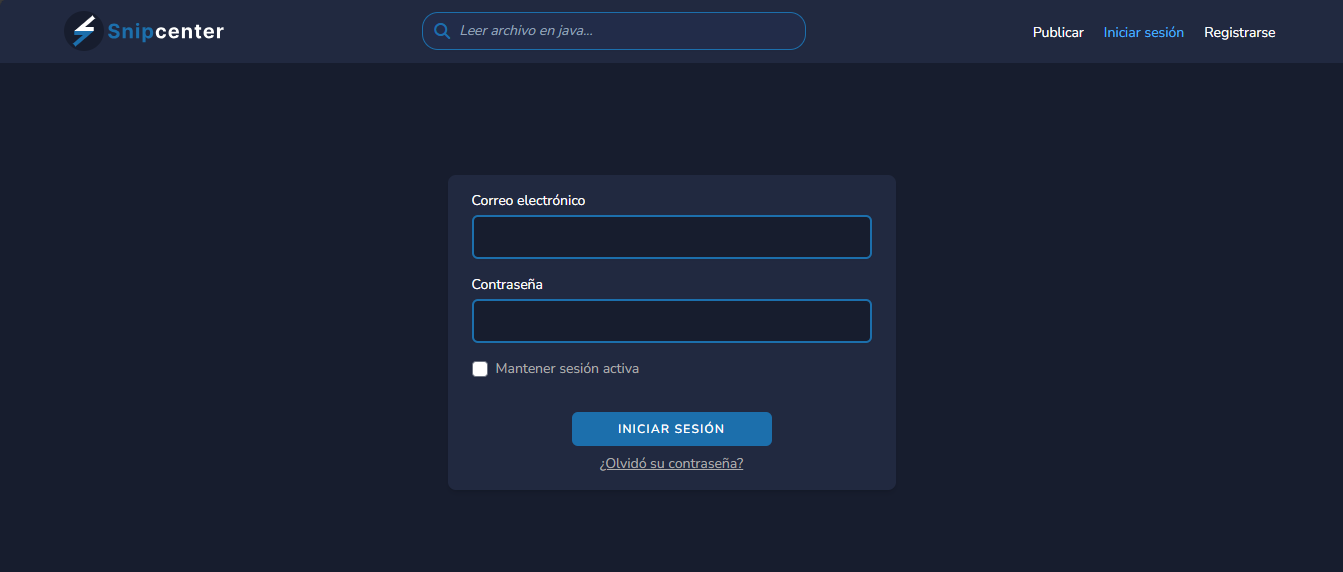 Snipcenter
Leer archivo en java...
Publicar Iniciar sesión Registrarse
Correo electrónico
Contraseña
Mantener sesión activa
INICIAR SESIÓN
¿Olvidó su contraseña?